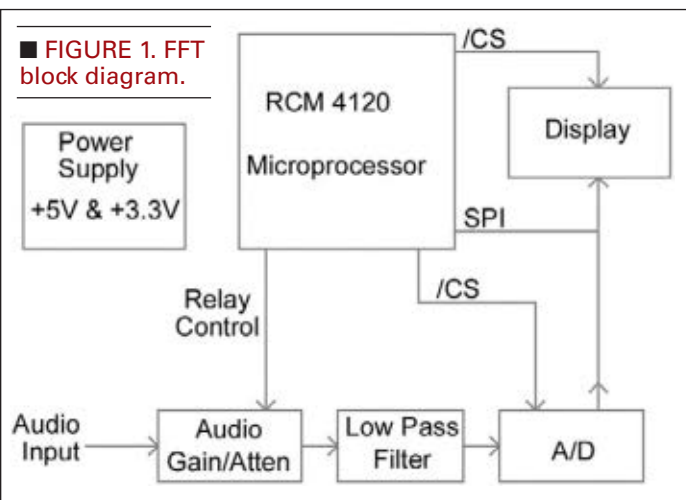 ■ FIGURE 1. FFT
block diagram.
/CS
RCM 4120
Microprocessor
Display
Power
Supply
+5V & +3.3V
SPI
/CS
Relay
Control
Audio
Input
Audio
Gain/Atten
Low Pass
Filter
A/D